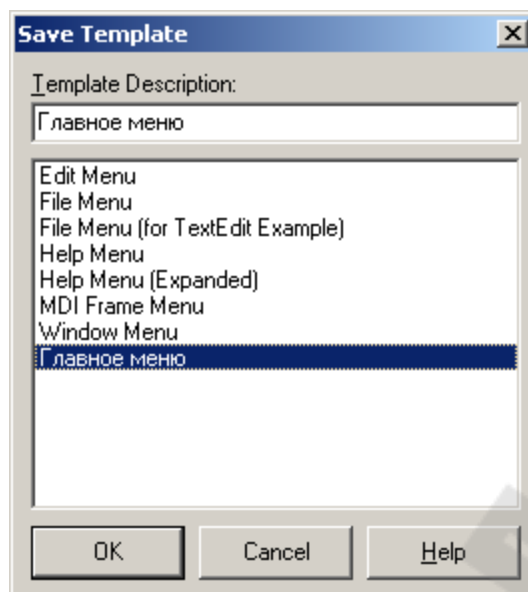 Save Template
Template Description:
Главное меню
Edit Menu
File Menu
File Menu (for TextEdit Example)
Help Menu
Help Menu (Expanded)
MDI Frame Menu
Window Menu
Главное меню
OK
Cancel
Help